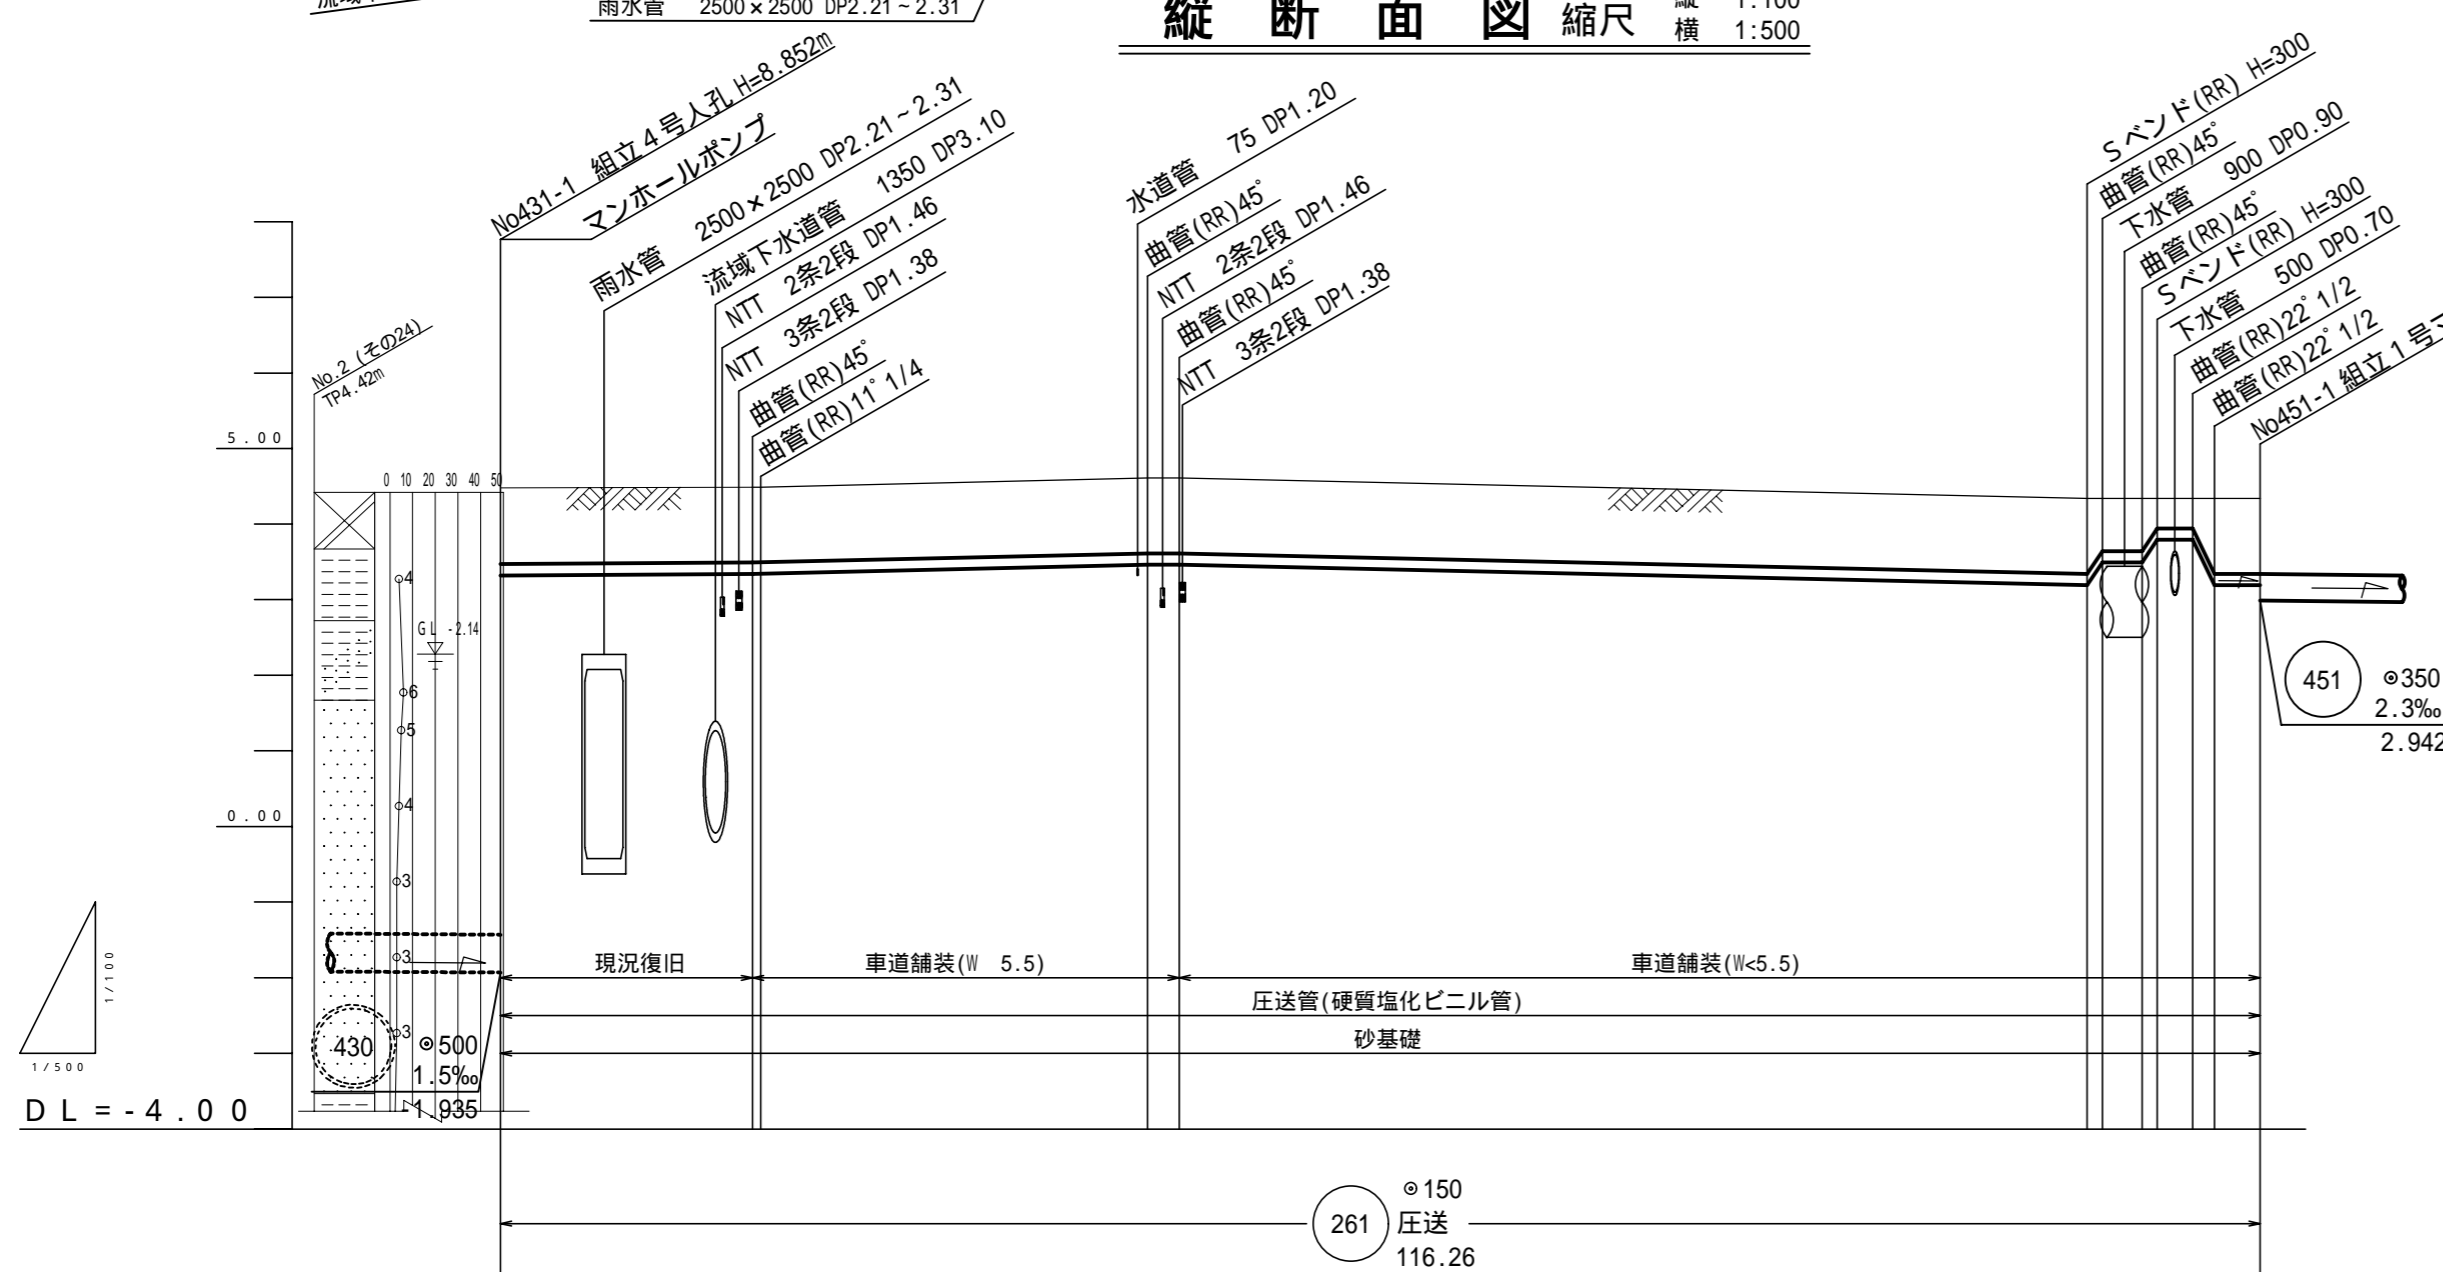 雨水管 2500×2500 DP2.21~2.31
縦断面図 縮尺
縦 1:100
横 1:500
No431-1 組立4号人孔 H=8.852m
マンホールポンプ
雨水管 2500×2500 DP2.21~2.31
流域下水道管 1350 DP3.10
NTT 2条2段 DP1.46
NTT 3条2段 DP1.38
曲管(RR)45°
曲管(RR)11°1/4
水道管 75 DP1.20
曲管(RR)45°
NTT 2条2段 DP1.46
曲管(RR)45°
NTT 3条2段 DP1.38
Sベンド(RR) H=300
曲管(RR)45°
下水管 900 DP0.90
曲管(RR)45°
Sベンド(RR) H=300
下水管 500 DP0.70
曲管(RR)22°1/2
曲管(RR)22°1/2
No451-1 組立1号
No.2 (その24)
TP4.42m
5.00
0 10 20 30 40 50
4
GL -2.14
6
5
4
0.00
3
3
3
1/100
1/500
430
◎500
1.5‰
-1.935
DL=-4.00
451
◎350
2.3‰
2.942
現況復旧
車道舗装(W 5.5)
車道舗装(W<5.5)
圧送管(硬質塩化ビニル管)
砂基礎
261
◎150
圧送
116.26